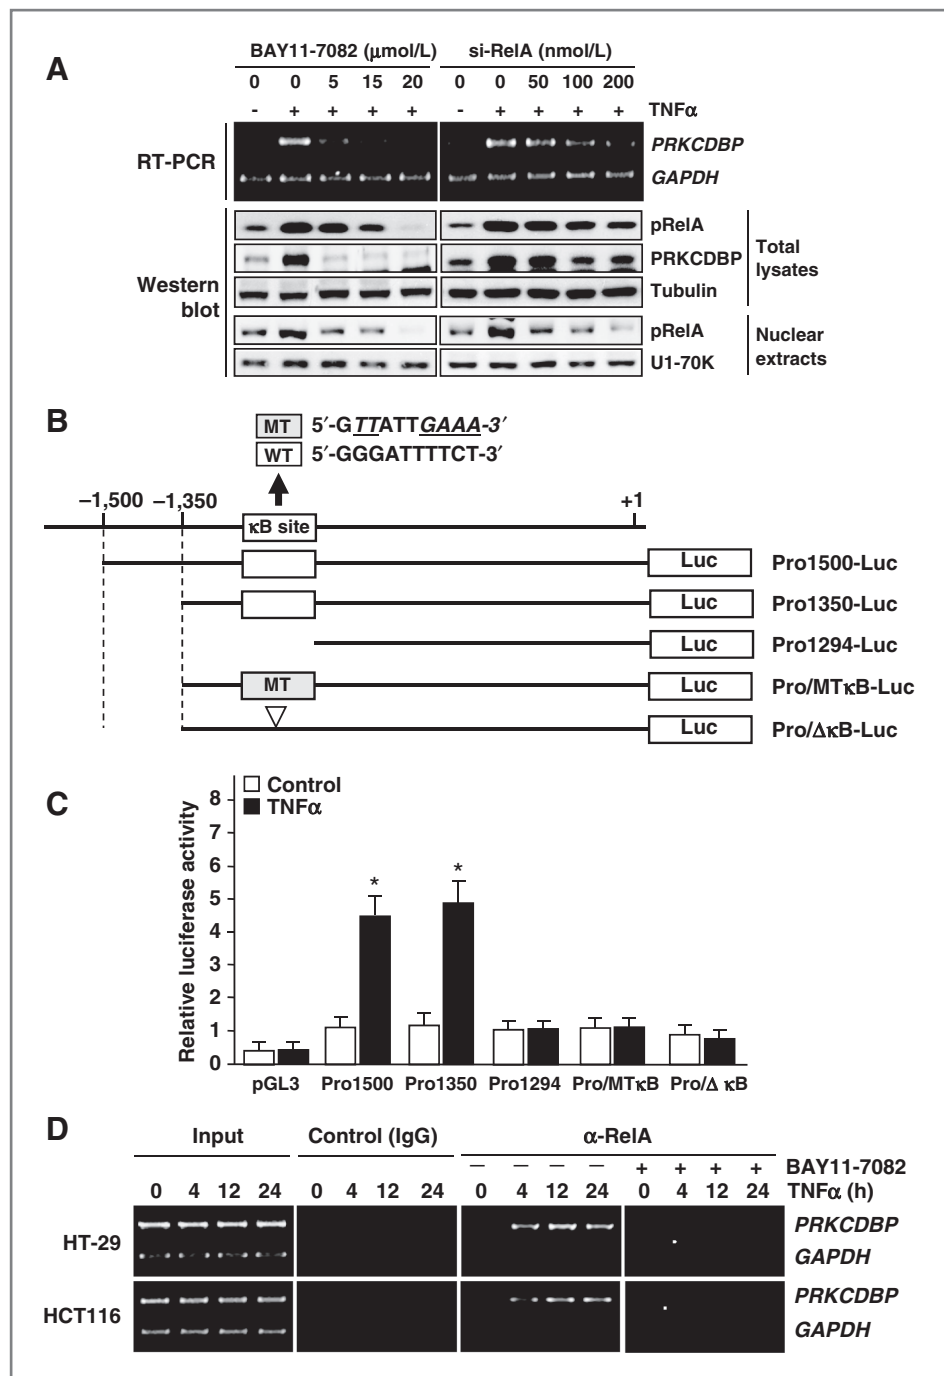 A
BAY11-7082 (μmol/L) si-RelA (nmol/L)
0 0 5 15 20 0 0 50 100 200
- + + + + - + + + + TNFα
RT-PCR
PRKCDBP
GAPDH
Western blot
pRelA
PRKCDBP
Tubulin
Total lysates
pRelA
U1-70K
Nuclear extracts
B
MT 5′-GTTATTGAAA-3′
WT 5′-GGGATTTTCT-3′
–1,500 –1,350 +1
κB site
Luc Pro1500-Luc
Luc Pro1350-Luc
Luc Pro1294-Luc
MT Luc Pro/MTκB-Luc
Luc Pro/ΔκB-Luc
C
Control
TNFα
Relative luciferase activity
8
7
6
5
4
3
2
1
0
* *
pGL3 Pro1500 Pro1350 Pro1294 Pro/MTκB Pro/Δ κB
D
Input Control (IgG) α-RelA
– – – – + + + + BAY11-7082
0 4 12 24 0 4 12 24 0 4 12 24 0 4 12 24 TNFα (h)
HT-29
PRKCDBP
GAPDH
HCT116
PRKCDBP
GAPDH